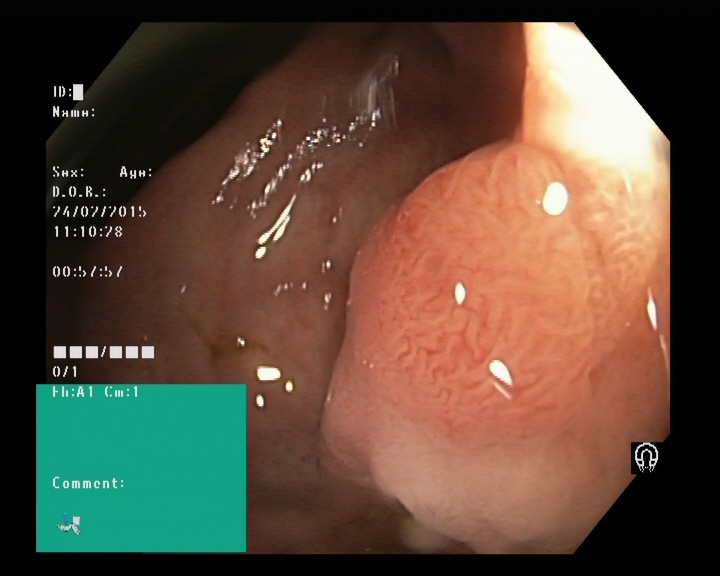 ID:
Name:
Sex: Age:
D.O.B.:
24/02/2015
11:10:28
00:57:57
■■■/■■■
0/1
Eh:A1 Cm:1
Comment: